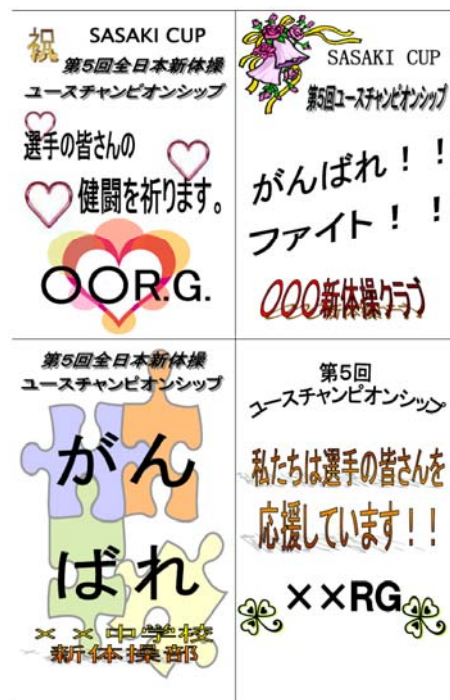 祝
SASAKI CUP
第5回全日本新体操
ユースチャンピオンシップ
選手の皆さんの
健闘を祈ります。
〇〇R.G.
SASAKI CUP
第5回ユースチャンピオンシップ
がんばれ！！
ファイト！！
〇〇〇新体操クラブ
第5回全日本新体操
ユースチャンピオンシップ
がん
ばれ
××中学校
新体操部
第5回
ユースチャンピオンシップ
私たちは選手の皆さんを
応援しています！！
××RG